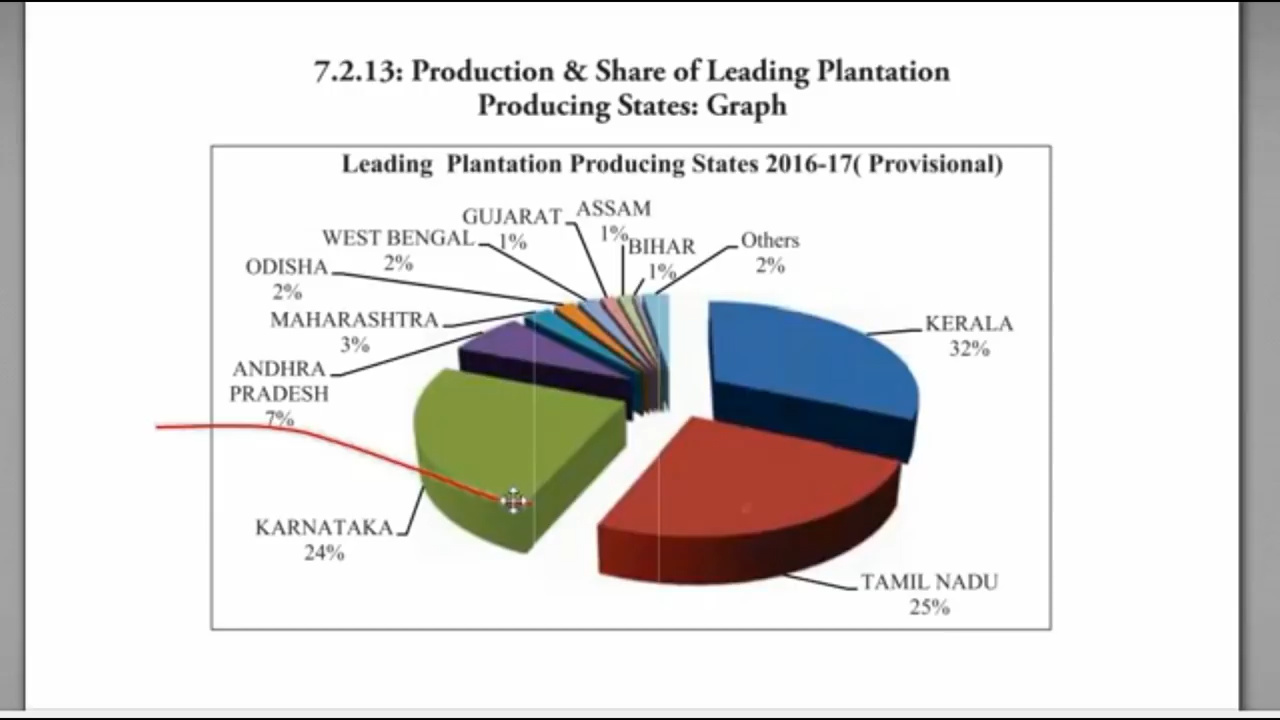 7.2.13: Production & Share of Leading Plantation
Producing States: Graph
Leading Plantation Producing States 2016-17( Provisional)
GUJARAT
1%
ASSAM
1%
WEST BENGAL
2%
BIHAR
1%
Others
2%
ODISHA
2%
MAHARASHTRA
3%
KERALA
32%
ANDHRA
PRADESH
7%
KARNATAKA
24%
TAMIL NADU
25%